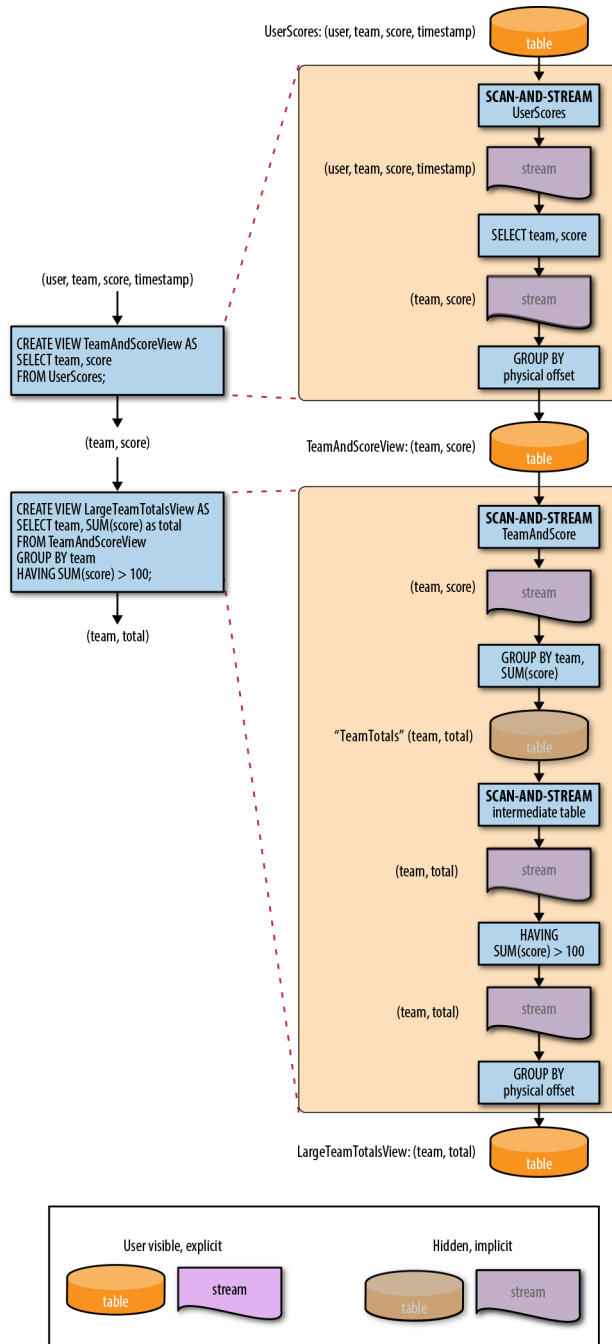 UserScores: (user, team, score, timestamp)
table
SCAN-AND-STREAM
UserScores
(user, team, score, timestamp)
stream
SELECT team, score
(team, score)
stream
GROUP BY
physical offset
(user, team, score, timestamp)
CREATE VIEW TeamAndScoreView AS
SELECT team, score
FROM UserScores;
(team, score)
TeamAndScoreView: (team, score)
table
CREATE VIEW LargeTeamTotalsView AS
SELECT team, SUM(score) as total
FROM TeamAndScoreView
GROUP BY team
HAVING SUM(score) > 100;
(team, total)
SCAN-AND-STREAM
TeamAndScore
(team, score)
stream
GROUP BY team,
SUM(score)
“TeamTotals” (team, total)
table
SCAN-AND-STREAM
intermediate table
(team, total)
stream
HAVING
SUM(score) > 100
(team, total)
stream
GROUP BY
physical offset
LargeTeamTotalsView: (team, total)
table
User visible, explicit
table
stream
Hidden, implicit
table
stream